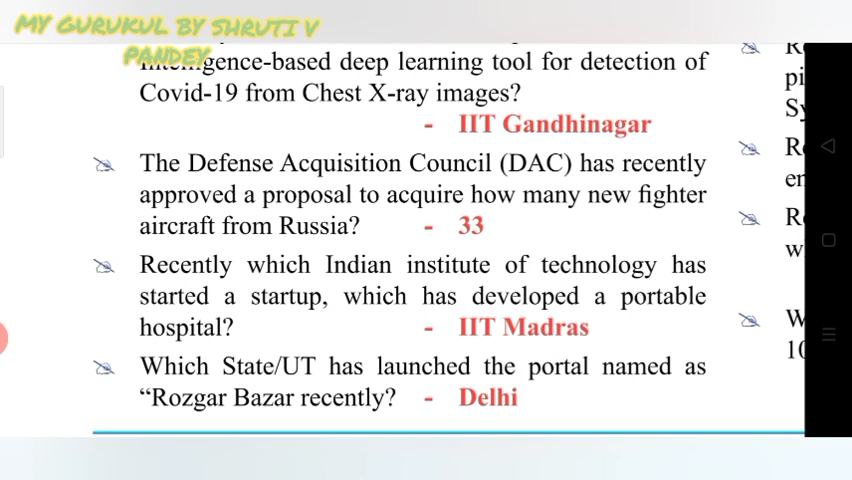 MY GURUKUL BY SHRUTI V
PANDEY
Intelligence-based deep learning tool for detection of
Covid-19 from Chest X-ray images?
- IIT Gandhinagar
The Defense Acquisition Council (DAC) has recently
approved a proposal to acquire how many new fighter
aircraft from Russia? - 33
Recently which Indian institute of technology has
started a startup, which has developed a portable
hospital? - IIT Madras
Which State/UT has launched the portal named as
“Rozgar Bazar recently? - Delhi